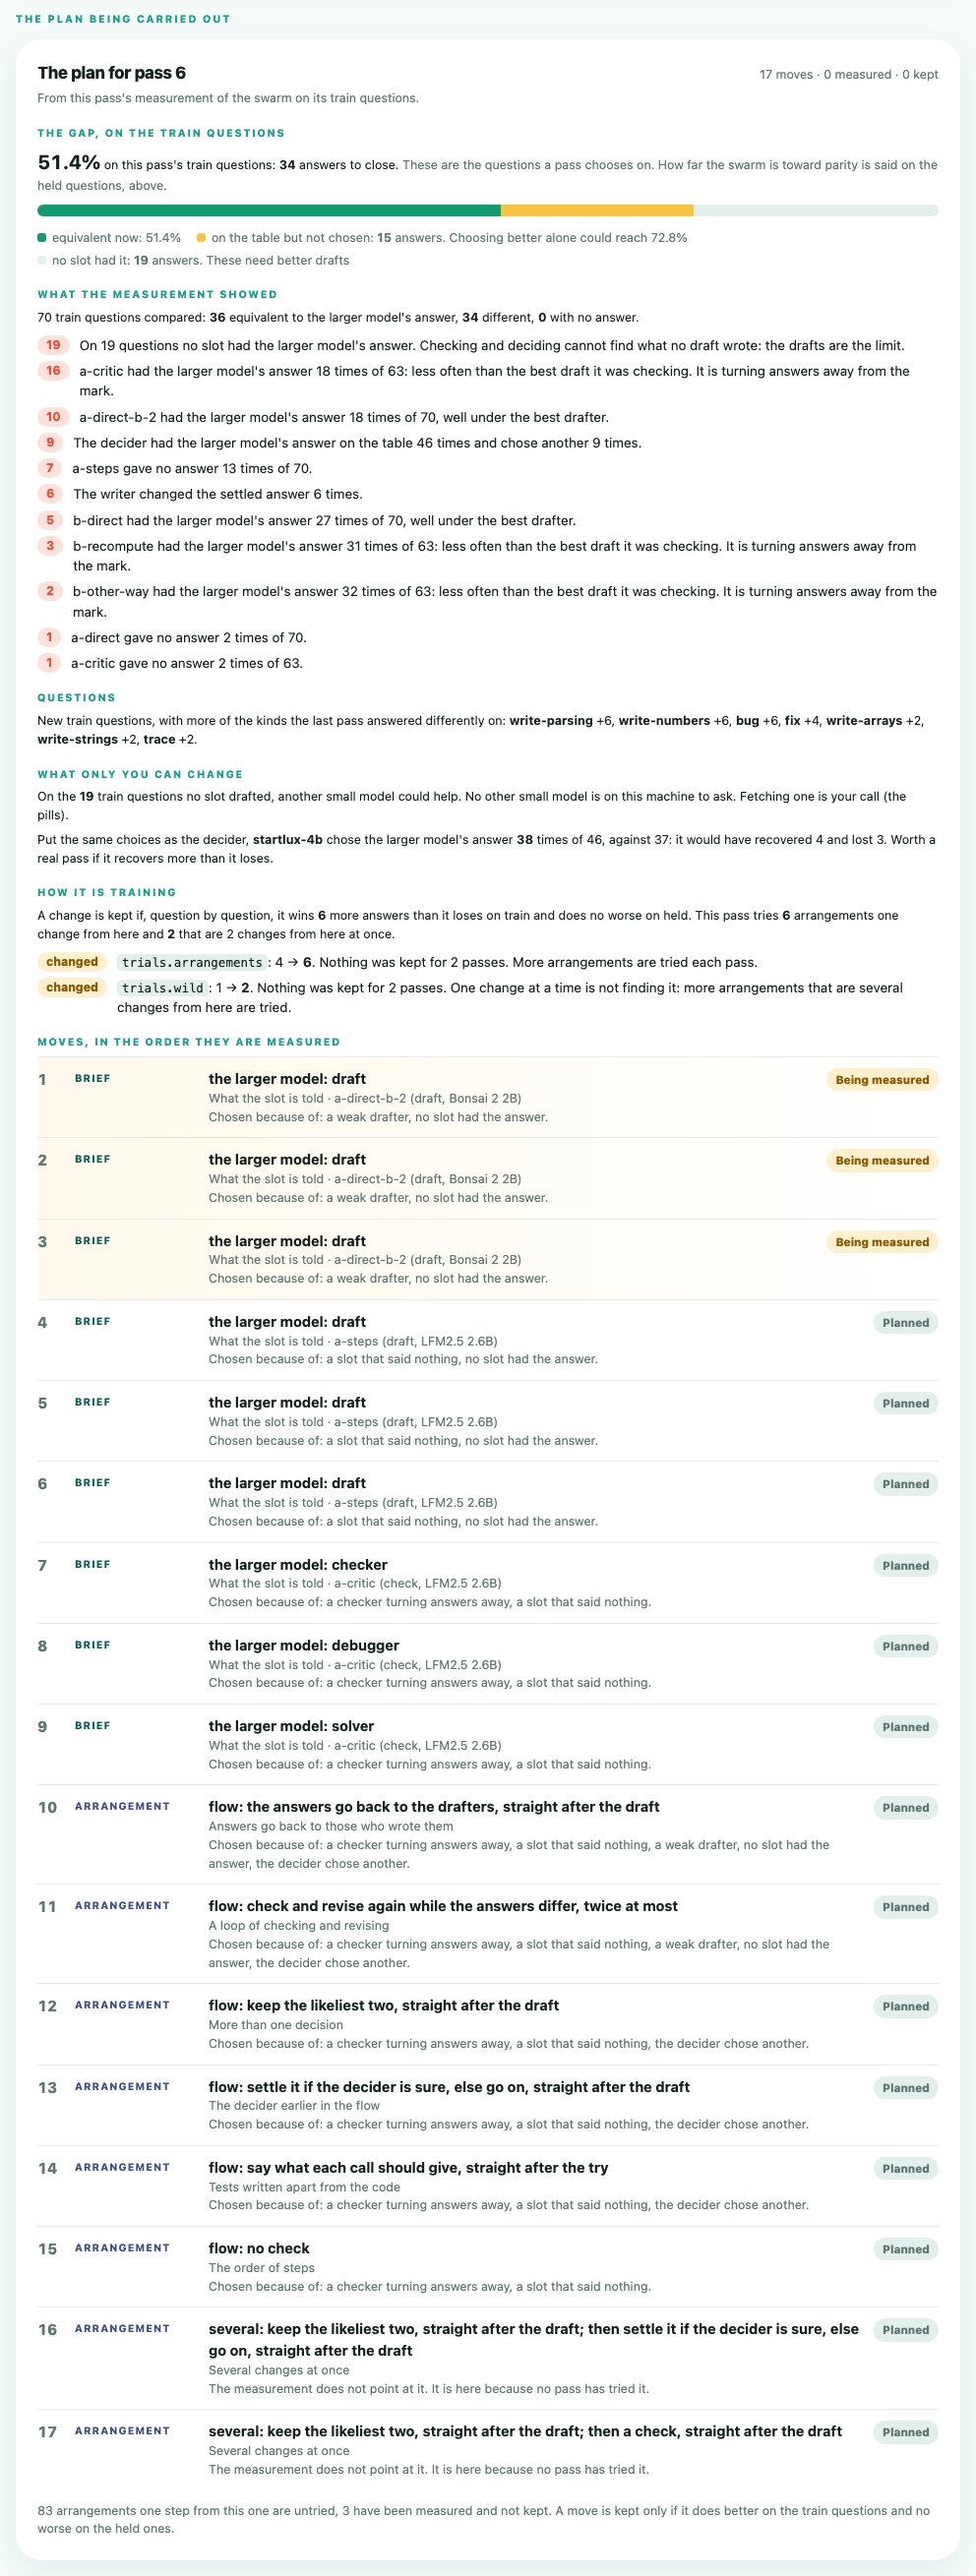 THE PLAN BEING CARRIED OUT
The plan for pass 6
17 moves · 0 measured · 0 kept
From this pass's measurement of the swarm on its train questions.
THE GAP, ON THE TRAIN QUESTIONS
51.4% on this pass's train questions: 34 answers to close. These are the questions a pass chooses on. How far the swarm is toward parity is said on the
held questions, above.
equivalent now: 51.4%
on the table but not chosen: 15 answers. Choosing better alone could reach 72.8%
no slot had it: 19 answers. These need better drafts
WHAT THE MEASUREMENT SHOWED
70 train questions compared: 36 equivalent to the larger model's answer, 34 different, 0 with no answer.
19 On 19 questions no slot had the larger model's answer. Checking and deciding cannot find what no draft wrote: the drafts are the limit.
16 a-critic had the larger model's answer 18 times of 63: less often than the best draft it was checking. It is turning answers away from the
mark.
10 a-direct-b-2 had the larger model's answer 18 times of 70, well under the best drafter.
9 The decider had the larger model's answer on the table 46 times and chose another 9 times.
7 a-steps gave no answer 13 times of 70.
6 The writer changed the settled answer 6 times.
5 b-direct had the larger model's answer 27 times of 70, well under the best drafter.
3 b-recompute had the larger model's answer 31 times of 63: less often than the best draft it was checking. It is turning answers away from
the mark.
2 b-other-way had the larger model's answer 32 times of 63: less often than the best draft it was checking. It is turning answers away from the
mark.
1 a-direct gave no answer 2 times of 70.
1 a-critic gave no answer 2 times of 63.
QUESTIONS
New train questions, with more of the kinds the last pass answered differently on: write-parsing +6, write-numbers +6, bug +6, fix +4, write-arrays +2,
write-strings +2, trace +2.
WHAT ONLY YOU CAN CHANGE
On the 19 train questions no slot drafted, another small model could help. No other small model is on this machine to ask. Fetching one is your call (the
pills).
Put the same choices as the decider, startlux-4b chose the larger model's answer 38 times of 46, against 37: it would have recovered 4 and lost 3. Worth a
real pass if it recovers more than it loses.
HOW IT IS TRAINING
A change is kept if, question by question, it wins 6 more answers than it loses on train and does no worse on held. This pass tries 6 arrangements one
change from here and 2 that are 2 changes from here at once.
changed trials.arrangements: 4 → 6. Nothing was kept for 2 passes. More arrangements are tried each pass.
changed trials.wild: 1 → 2. Nothing was kept for 2 passes. One change at a time is not finding it: more arrangements that are several
changes from here are tried.
MOVES, IN THE ORDER THEY ARE MEASURED
1 BRIEF the larger model: draft Being measured
What the slot is told · a-direct-b-2 (draft, Bonsai 2 2B)
Chosen because of: a weak drafter, no slot had the answer.
2 BRIEF the larger model: draft Being measured
What the slot is told · a-direct-b-2 (draft, Bonsai 2 2B)
Chosen because of: a weak drafter, no slot had the answer.
3 BRIEF the larger model: draft Being measured
What the slot is told · a-direct-b-2 (draft, Bonsai 2 2B)
Chosen because of: a weak drafter, no slot had the answer.
4 BRIEF the larger model: draft Planned
What the slot is told · a-steps (draft, LFM2.5 2.6B)
Chosen because of: a slot that said nothing, no slot had the answer.
5 BRIEF the larger model: draft Planned
What the slot is told · a-steps (draft, LFM2.5 2.6B)
Chosen because of: a slot that said nothing, no slot had the answer.
6 BRIEF the larger model: draft Planned
What the slot is told · a-steps (draft, LFM2.5 2.6B)
Chosen because of: a slot that said nothing, no slot had the answer.
7 BRIEF the larger model: checker Planned
What the slot is told · a-critic (check, LFM2.5 2.6B)
Chosen because of: a checker turning answers away, a slot that said nothing.
8 BRIEF the larger model: debugger Planned
What the slot is told · a-critic (check, LFM2.5 2.6B)
Chosen because of: a checker turning answers away, a slot that said nothing.
9 BRIEF the larger model: solver Planned
What the slot is told · a-critic (check, LFM2.5 2.6B)
Chosen because of: a checker turning answers away, a slot that said nothing.
10 ARRANGEMENT flow: the answers go back to the drafters, straight after the draft Planned
Answers go back to those who wrote them
Chosen because of: a checker turning answers away, a slot that said nothing, a weak drafter, no slot had the
answer, the decider chose another.
11 ARRANGEMENT flow: check and revise again while the answers differ, twice at most Planned
A loop of checking and revising
Chosen because of: a checker turning answers away, a slot that said nothing, a weak drafter, no slot had the
answer, the decider chose another.
12 ARRANGEMENT flow: keep the likeliest two, straight after the draft Planned
More than one decision
Chosen because of: a checker turning answers away, a slot that said nothing, the decider chose another.
13 ARRANGEMENT flow: settle it if the decider is sure, else go on, straight after the draft Planned
The decider earlier in the flow
Chosen because of: a checker turning answers away, a slot that said nothing, the decider chose another.
14 ARRANGEMENT flow: say what each call should give, straight after the try Planned
Tests written apart from the code
Chosen because of: a checker turning answers away, a slot that said nothing, the decider chose another.
15 ARRANGEMENT flow: no check Planned
The order of steps
Chosen because of: a checker turning answers away, a slot that said nothing.
16 ARRANGEMENT several: keep the likeliest two, straight after the draft; then settle it if the decider is sure, else Planned
go on, straight after the draft
Several changes at once
The measurement does not point at it. It is here because no pass has tried it.
17 ARRANGEMENT several: keep the likeliest two, straight after the draft; then a check, straight after the draft Planned
Several changes at once
The measurement does not point at it. It is here because no pass has tried it.
83 arrangements one step from this one are untried, 3 have been measured and not kept. A move is kept only if it does better on the train questions and no
worse on the held ones.